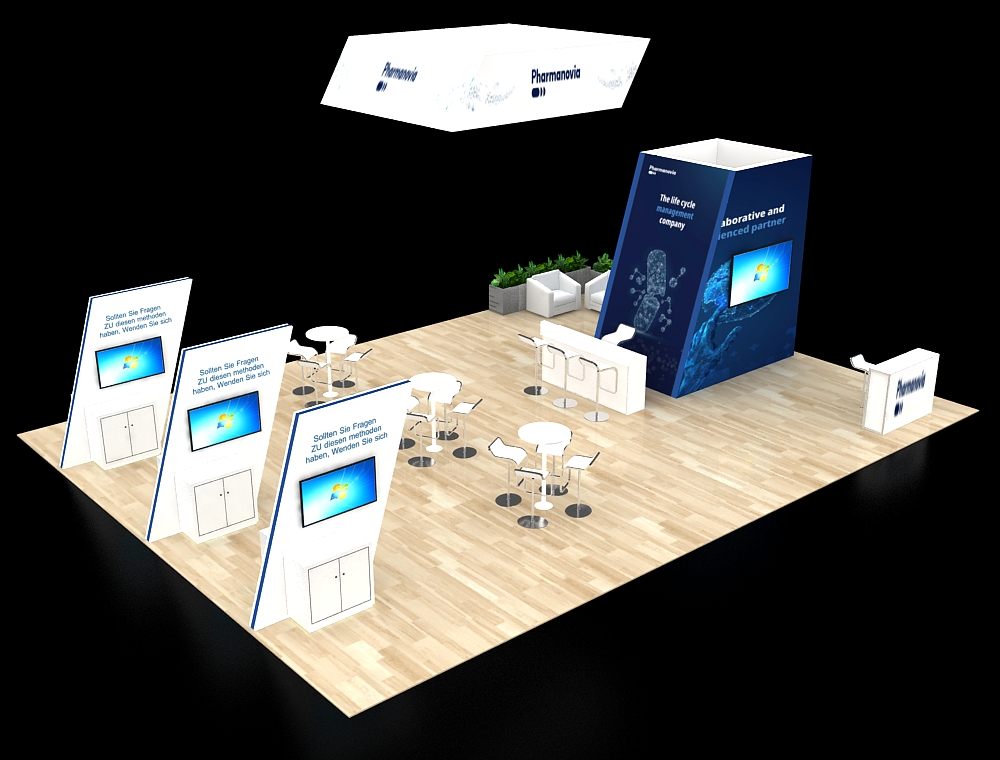 Pharmanovia
Pharmanovia
Pharmanovia
The life cycle
management
company
aborative and
ienced partner
Sollten Sie Fragen
ZU diesen methoden
haben, Wenden Sie sich
Sollten Sie Fragen
ZU diesen methoden
haben, Wenden Sie sich
Sollten Sie Fragen
ZU diesen methoden
haben, Wenden Sie sich
Pharmanovia